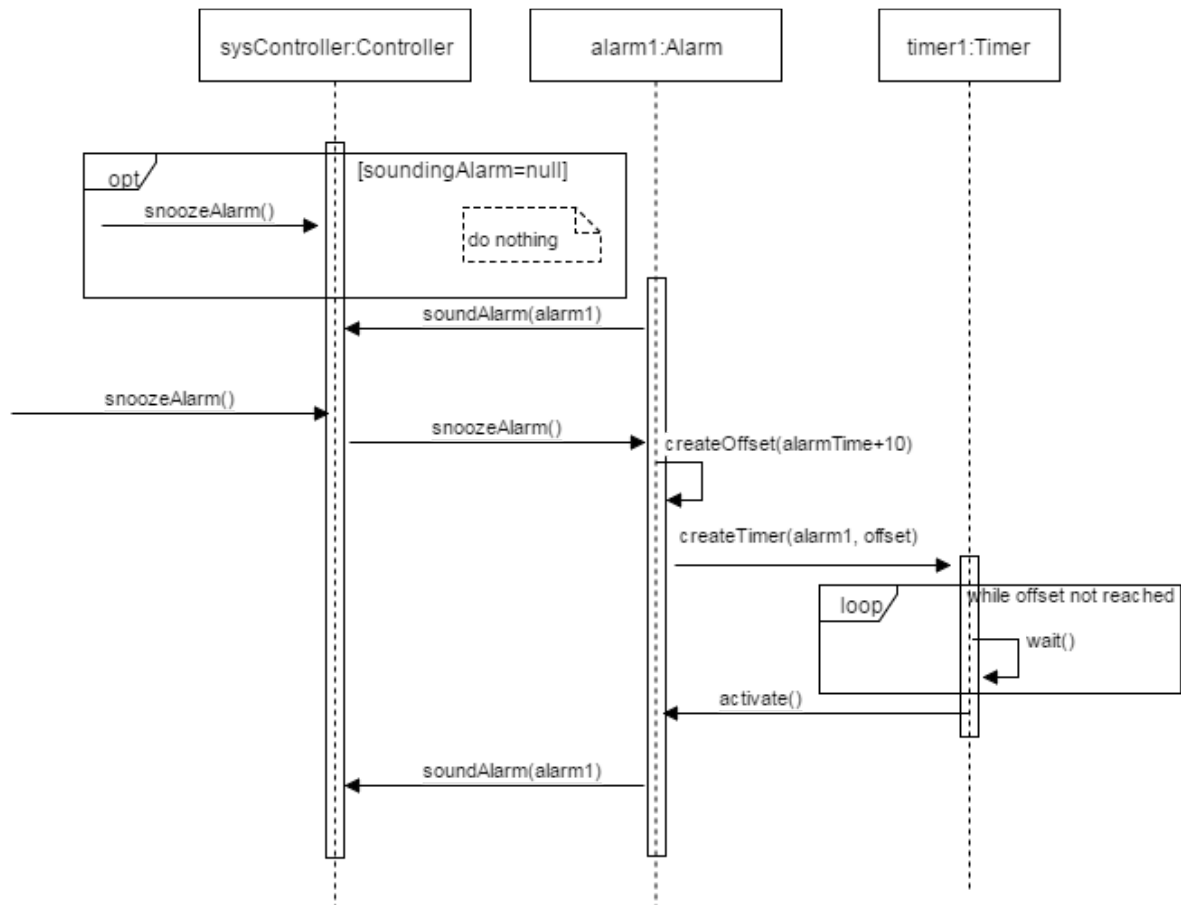 sysController:Controller
alarm1:Alarm
timer1:Timer
opt
[soundingAlarm=null]
snoozeAlarm()
do nothing
soundAlarm(alarm1)
snoozeAlarm()
snoozeAlarm()
createOffset(alarmTime+10)
createTimer(alarm1, offset)
loop
while offset not reached
wait()
activate()
soundAlarm(alarm1)